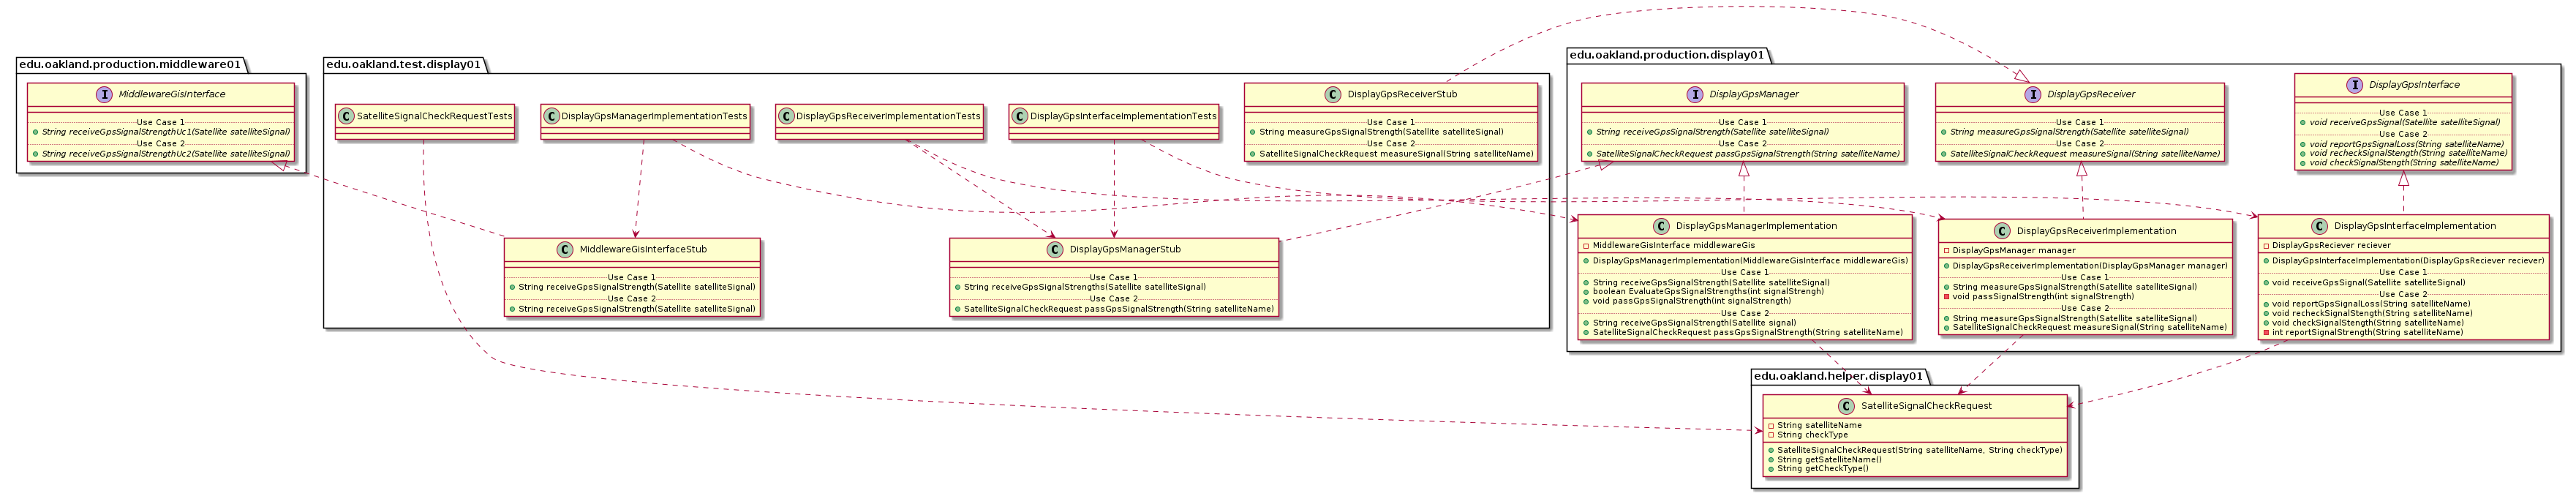 edu.oakland.production.middleware01
I MiddlewareGisInterface
Use Case 1
String receiveGpsSignalStrengthUc1(Satellite satelliteSignal)
Use Case 2
String receiveGpsSignalStrengthUc2(Satellite satelliteSignal)
edu.oakland.test.display01
C SatelliteSignalCheckRequestTests
C DisplayGpsManagerImplementationTests
C DisplayGpsReceiverImplementationTests
C DisplayGpsInterfaceImplementationTests
C DisplayGpsReceiverStub
Use Case 1
String measureGpsSignalStrength(Satellite satelliteSignal)
Use Case 2
SatelliteSignalCheckRequest measureSignal(String satelliteName)
C MiddlewareGisInterfaceStub
Use Case 1
String receiveGpsSignalStrength(Satellite satelliteSignal)
Use Case 2
String receiveGpsSignalStrength(Satellite satelliteSignal)
C DisplayGpsManagerStub
Use Case 1
String receiveGpsSignalStrengths(Satellite satelliteSignal)
Use Case 2
SatelliteSignalCheckRequest passGpsSignalStrength(String satelliteName)
edu.oakland.production.display01
I DisplayGpsManager
Use Case 1
String receiveGpsSignalStrength(Satellite satelliteSignal)
Use Case 2
SatelliteSignalCheckRequest passGpsSignalStrength(String satelliteName)
I DisplayGpsReceiver
Use Case 1
String measureGpsSignalStrength(Satellite satelliteSignal)
Use Case 2
SatelliteSignalCheckRequest measureSignal(String satelliteName)
I DisplayGpsInterface
Use Case 1
void receiveGpsSignal(Satellite satelliteSignal)
Use Case 2
void reportGpsSignalLoss(String satelliteName)
void recheckSignalStength(String satelliteName)
void checkSignalStength(String satelliteName)
C DisplayGpsManagerImplementation
MiddlewareGisInterface middlewareGis
DisplayGpsManagerImplementation(MiddlewareGisInterface middlewareGis)
Use Case 1
String receiveGpsSignalStrength(Satellite satelliteSignal)
boolean EvaluateGpsSignalStrengths(int signalStrengh)
void passGpsSignalStrength(int signalStrength)
Use Case 2
String receiveGpsSignalStrength(Satellite signal)
SatelliteSignalCheckRequest passGpsSignalStrength(String satelliteName)
C DisplayGpsReceiverImplementation
DisplayGpsManager manager
DisplayGpsReceiverImplementation(DisplayGpsManager manager)
Use Case 1
String measureGpsSignalStrength(Satellite satelliteSignal)
void passSignalStrength(int signalStrength)
Use Case 2
String measureGpsSignalStrength(Satellite satelliteSignal)
SatelliteSignalCheckRequest measureSignal(String satelliteName)
C DisplayGpsInterfaceImplementation
DisplayGpsReciever reciever
DisplayGpsInterfaceImplementation(DisplayGpsReciever reciever)
Use Case 1
void receiveGpsSignal(Satellite satelliteSignal)
Use Case 2
void reportGpsSignalLoss(String satelliteName)
void recheckSignalStength(String satelliteName)
void checkSignalStength(String satelliteName)
int reportSignalStrength(String satelliteName)
edu.oakland.helper.display01
C SatelliteSignalCheckRequest
String satelliteName
String checkType
SatelliteSignalCheckRequest(String satelliteName, String checkType)
String getSatelliteName()
String getCheckType()